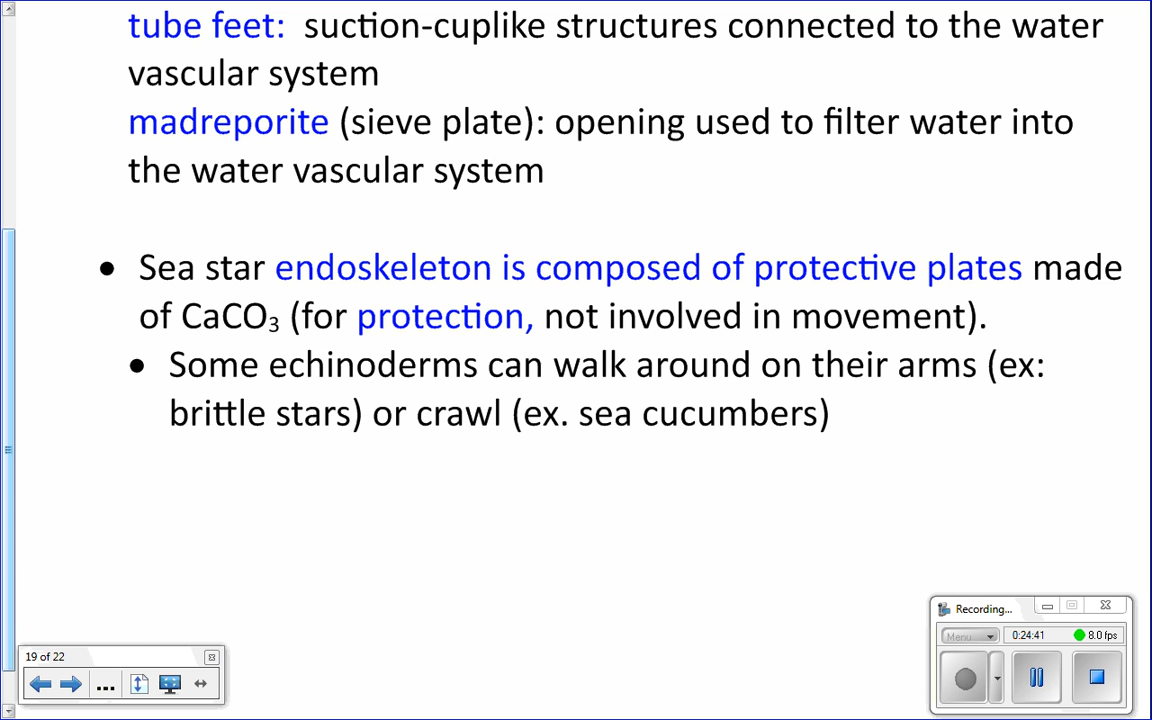 tube feet: suction-cuplike structures connected to the water
vascular system
madreporite (sieve plate): opening used to filter water into
the water vascular system
• Sea star endoskeleton is composed of protective plates made
of CaCO₃ (for protection, not involved in movement).
• Some echinoderms can walk around on their arms (ex:
brittle stars) or crawl (ex. sea cucumbers)
19 of 22
...
Recording...
Menu
0:24:41
8.0 fps